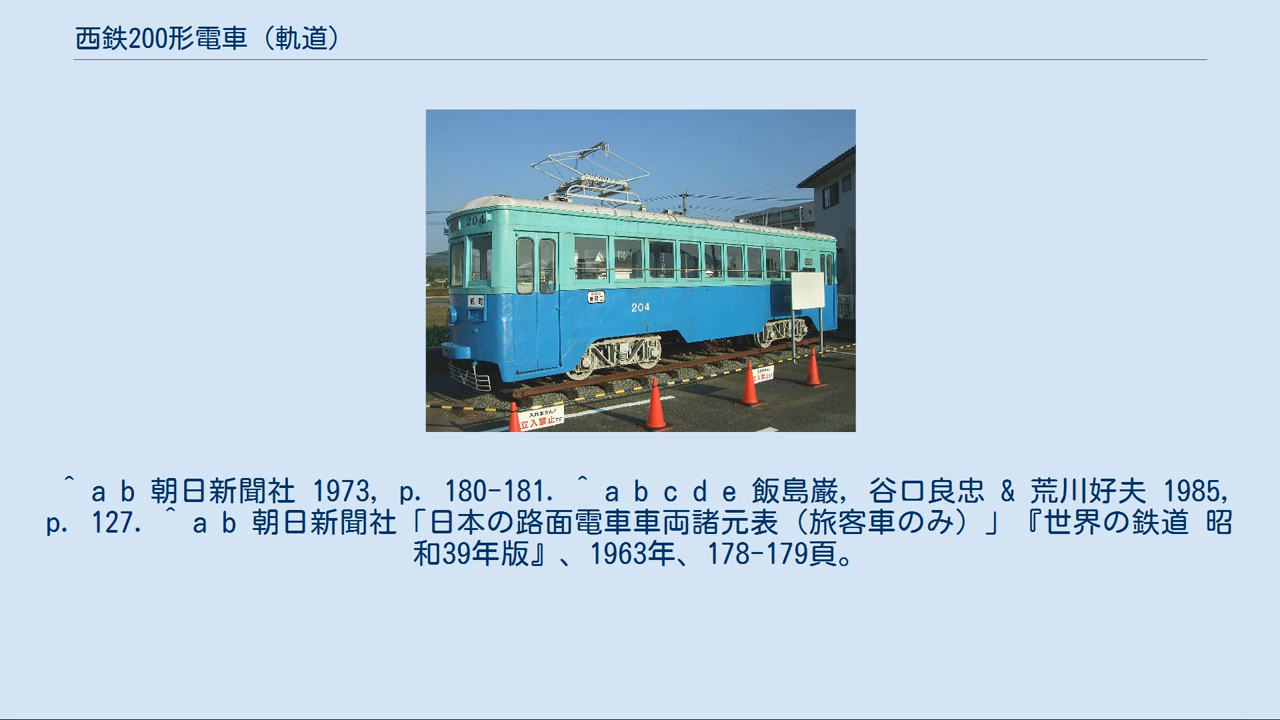 西鉄200形電車（軌道）
204
204
立入禁止
^ a b 朝日新聞社 1973, p. 180-181. ^ a b c d e 飯島巌, 谷口良忠 & 荒川好夫 1985,
p. 127. ^ a b 朝日新聞社「日本の路面電車車両諸元表（旅客車のみ）」『世界の鉄道 昭
和39年版』、1963年、178-179頁。